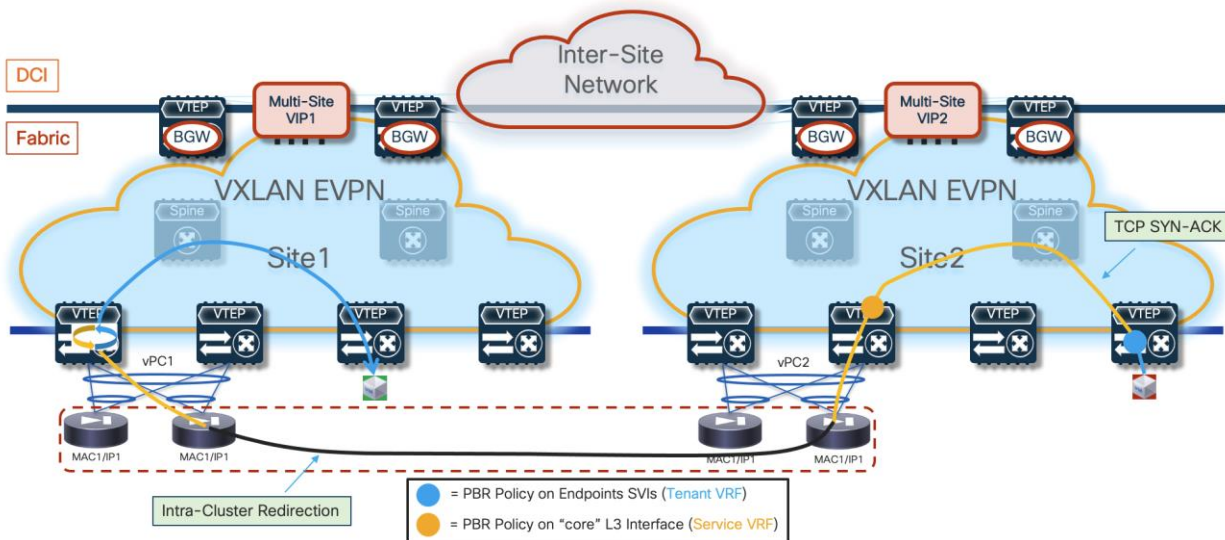 Inter-Site
Network
DCI
Fabric
VTEP
BGW
Multi-Site
VIP1
VTEP
BGW
VTEP
BGW
Multi-Site
VIP2
VTEP
BGW
VXLAN EVPN
VXLAN EVPN
Spine
Spine
Spine
Spine
TCP SYN-ACK
Site1
Site2
VTEP
VTEP
VTEP
VTEP
VTEP
VTEP
VTEP
VTEP
vPC1
vPC2
MAC1/IP1
MAC1/IP1
MAC1/IP1
MAC1/IP1
Intra-Cluster Redirection
= PBR Policy on Endpoints SVIs (Tenant VRF)
= PBR Policy on “core” L3 Interface (Service VRF)